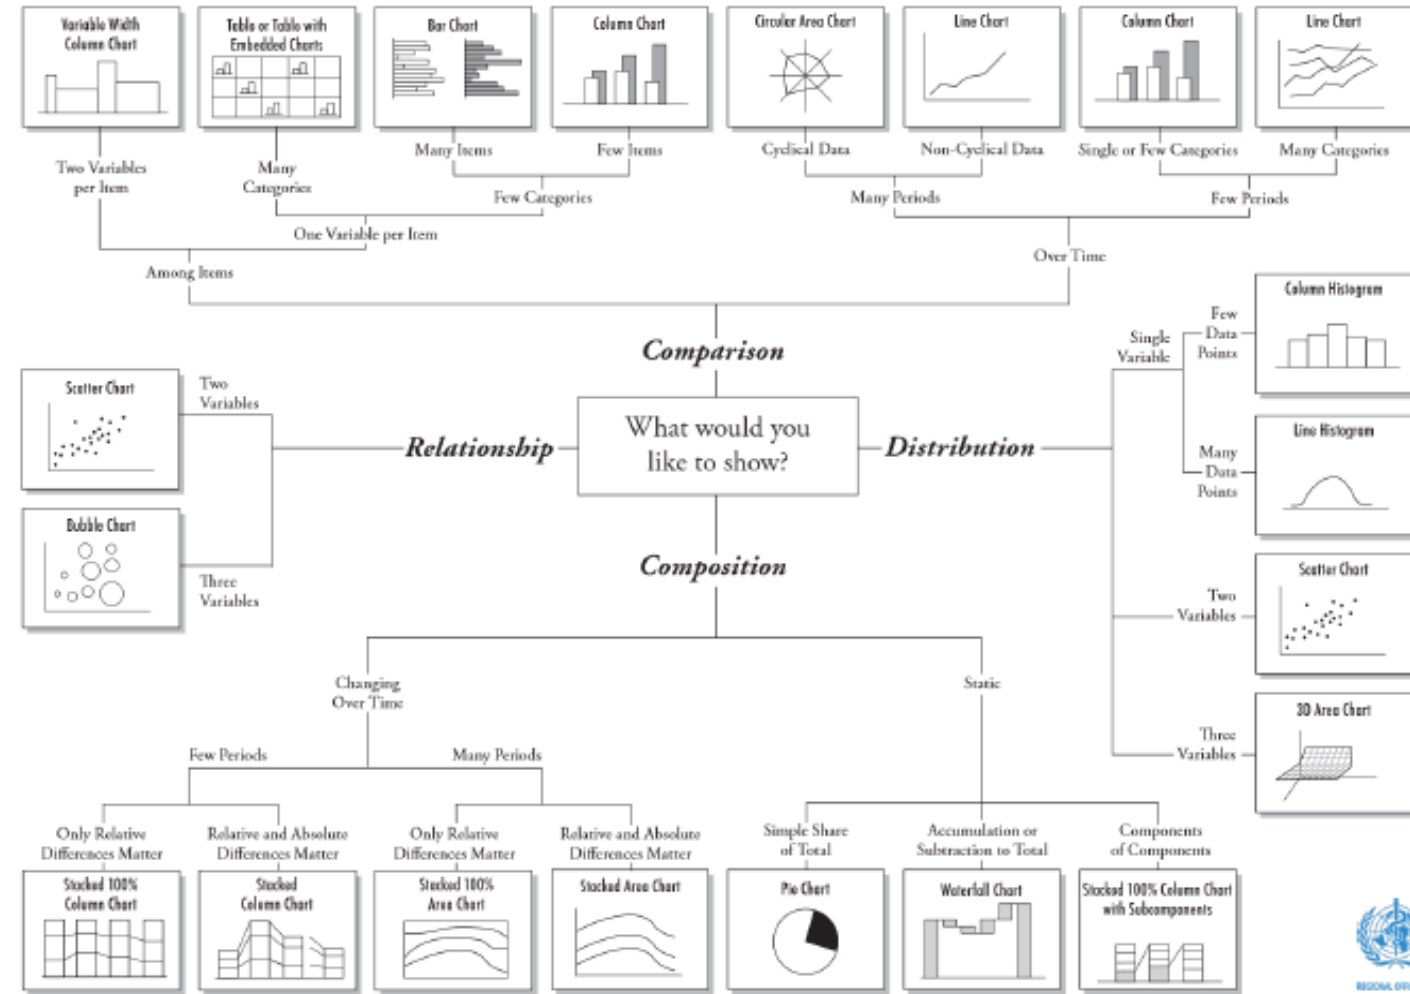 Variable Width
Column Chart
Table or Table with
Embedded Charts
Bar Chart
Column Chart
Circular Area Chart
Line Chart
Column Chart
Line Chart
Two Variables
per Item
Many
Categories
Many Items
Few Items
Cyclical Data
Non-Cyclical Data
Single or Few Categories
Many Categories
Few Categories
Many Periods
Few Periods
One Variable per Item
Among Items
Over Time
Comparison
What would you
like to show?
Relationship
Scatter Chart
Two
Variables
Bubble Chart
Three
Variables
Distribution
Single
Variable
Few
Data
Points
Column Histogram
Many
Data
Points
Line Histogram
Two
Variables
Scatter Chart
Three
Variables
3D Area Chart
Composition
Changing
Over Time
Static
Few Periods
Many Periods
Only Relative
Differences Matter
Relative and Absolute
Differences Matter
Only Relative
Differences Matter
Relative and Absolute
Differences Matter
Simple Share
of Total
Accumulation or
Subtraction to Total
Components
of Components
Stacked 100%
Column Chart
Stacked
Column Chart
Stacked 100%
Area Chart
Stacked Area Chart
Pie Chart
Waterfall Chart
Stacked 100% Column Chart
with Subcomponents
REGIONAL